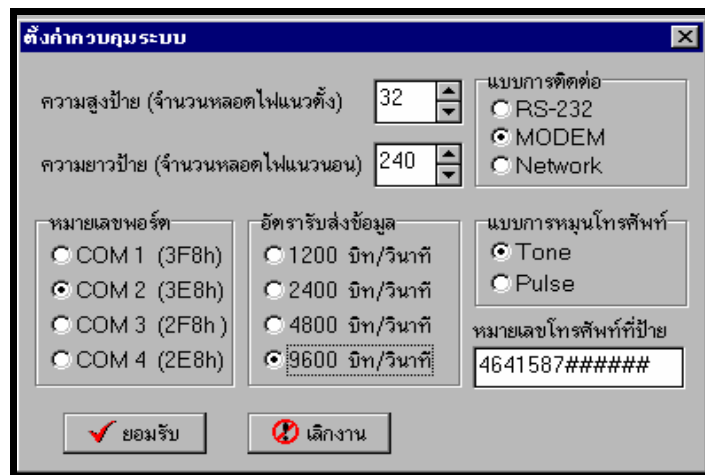 ตั้งค่าควบคุมระบบ
ความสูงป้าย (จำนวนหลอดไฟแนวตั้ง) 32
ความยาวป้าย (จำนวนหลอดไฟแนวนอน) 240
แบบการติดต่อ
RS-232
MODEM
Network
หมายเลขพอร์ต
COM 1 (3F8h)
COM 2 (3E8h)
COM 3 (2F8h)
COM 4 (2E8h)
อัตรารับส่งข้อมูล
1200 บิท/วินาที
2400 บิท/วินาที
4800 บิท/วินาที
9600 บิท/วินาที
แบบการหมุนโทรศัพท์
Tone
Pulse
หมายเลขโทรศัพท์ที่ป้าย
4641587######
ยอมรับ
เลิกงาน